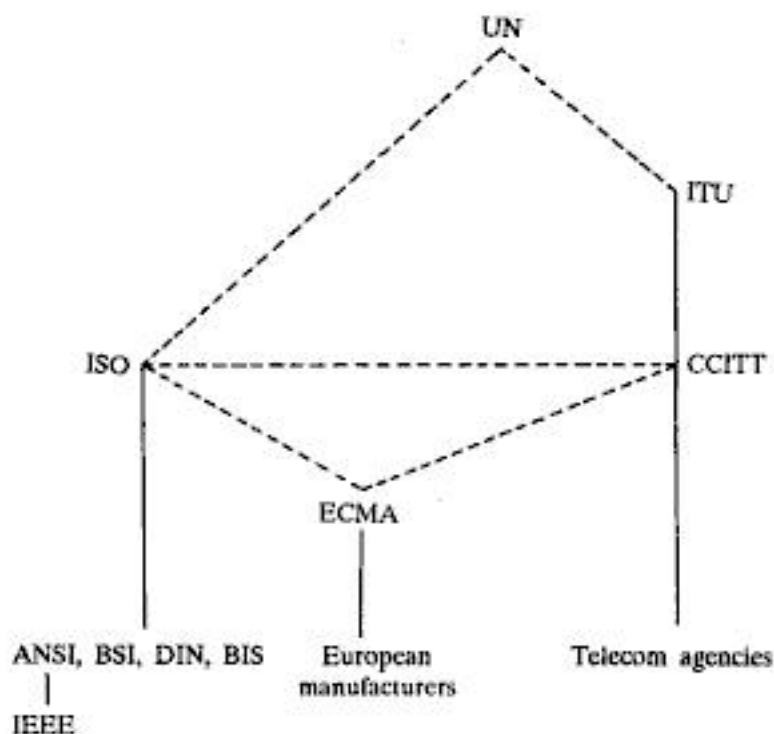 UN
ITU
ISO
CCITT
ECMA
ANSI, BSI, DIN, BIS
European
manufacturers
Telecom agencies
IEEE